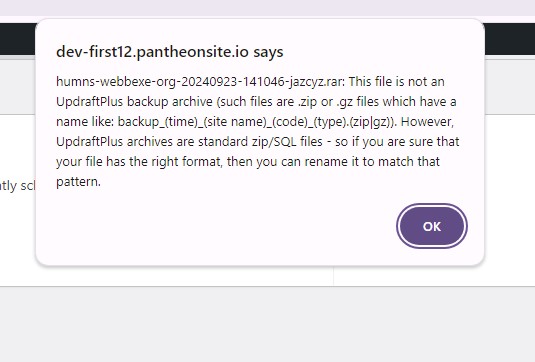 dev-first12.pantheonsite.io says
humns-webbexe-org-20240923-141046-jazcyz.rar: This file is not an
UpdraftPlus backup archive (such files are .zip or .gz files which have a
name like: backup_(time)_(site name)_(code)_(type).(zip|gz)). However,
UpdraftPlus archives are standard zip/SQL files - so if you are sure that
your file has the right format, then you can rename it to match that
pattern.
OK